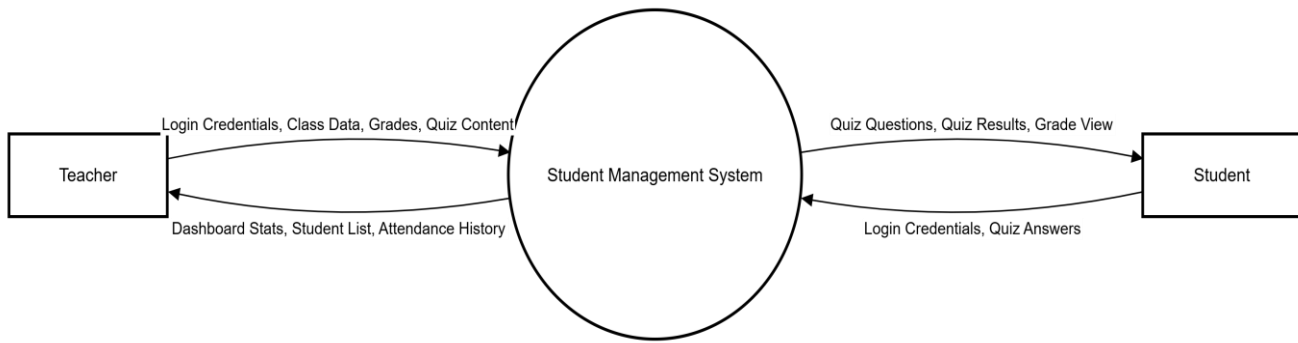 Login Credentials, Class Data, Grades, Quiz Content
Quiz Questions, Quiz Results, Grade View
Teacher
Student Management System
Student
Dashboard Stats, Student List, Attendance History
Login Credentials, Quiz Answers